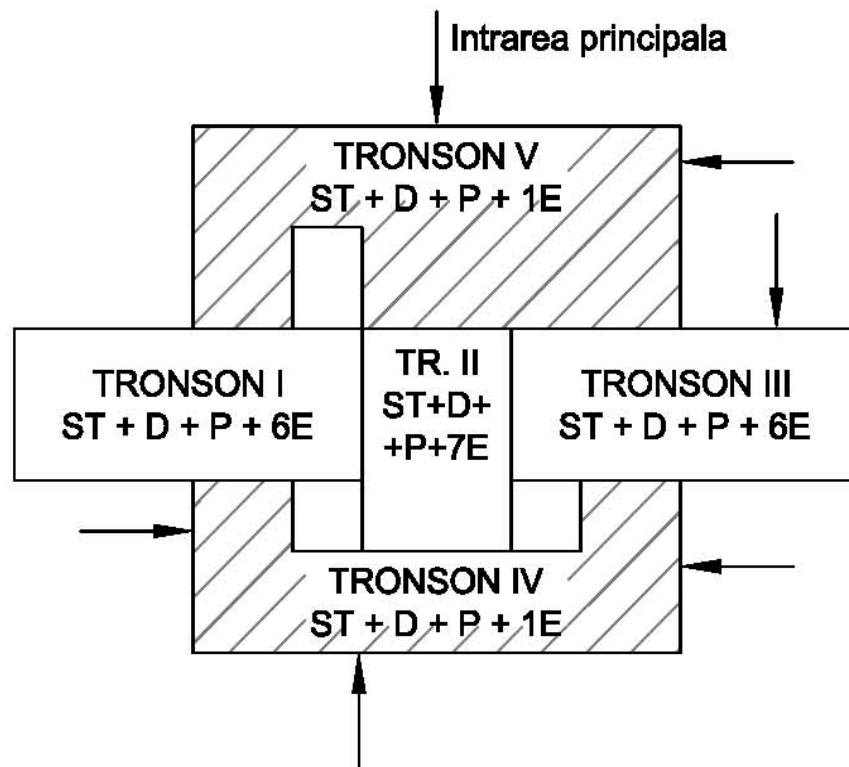 Intrarea principala
TRONSON V
ST + D + P + 1E
TRONSON I
ST + D + P + 6E
TR. II
ST+D+
+P+7E
TRONSON III
ST + D + P + 6E
TRONSON IV
ST + D + P + 1E